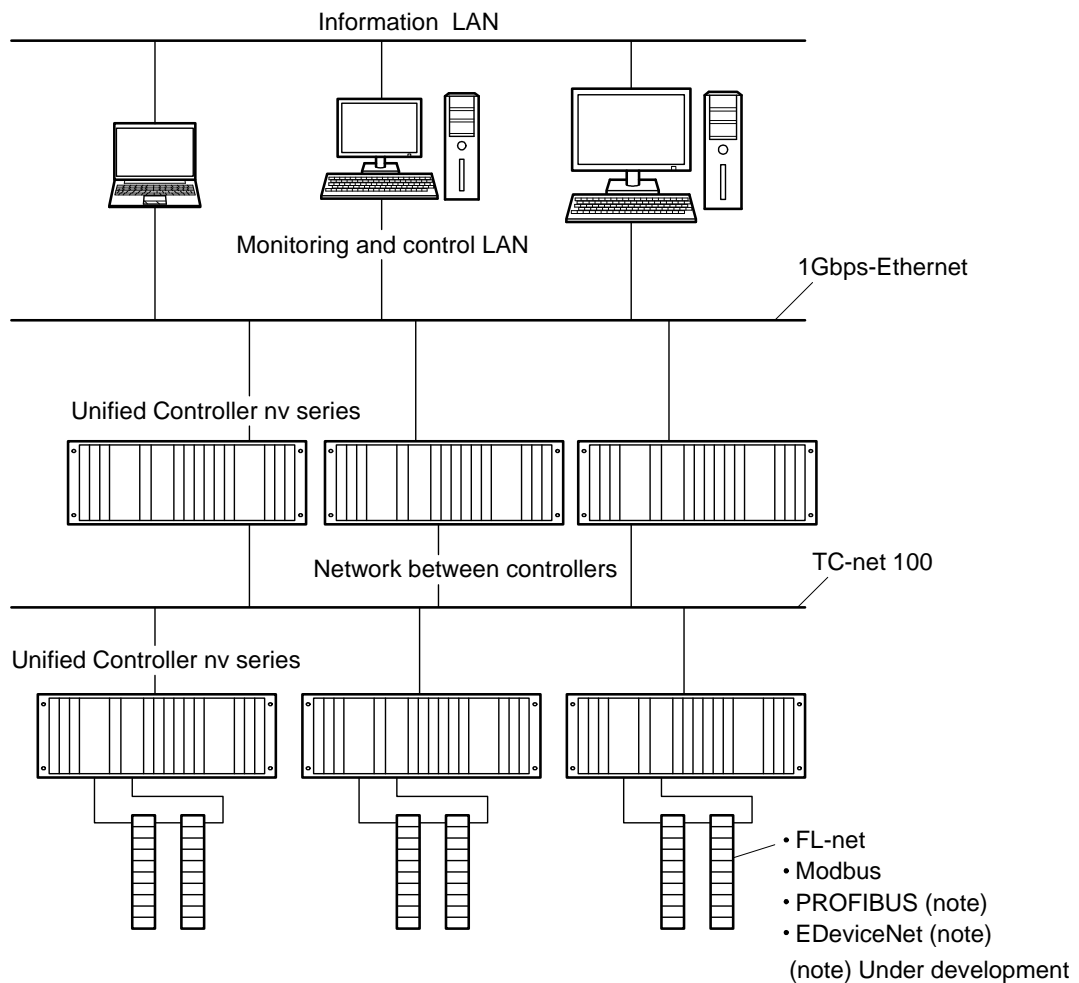 Information LAN
Monitoring and control LAN
1Gbps-Ethernet
Unified Controller nv series
Network between controllers
TC-net 100
Unified Controller nv series
・FL-net
・Modbus
・PROFIBUS (note)
・EDeviceNet (note)
(note) Under development